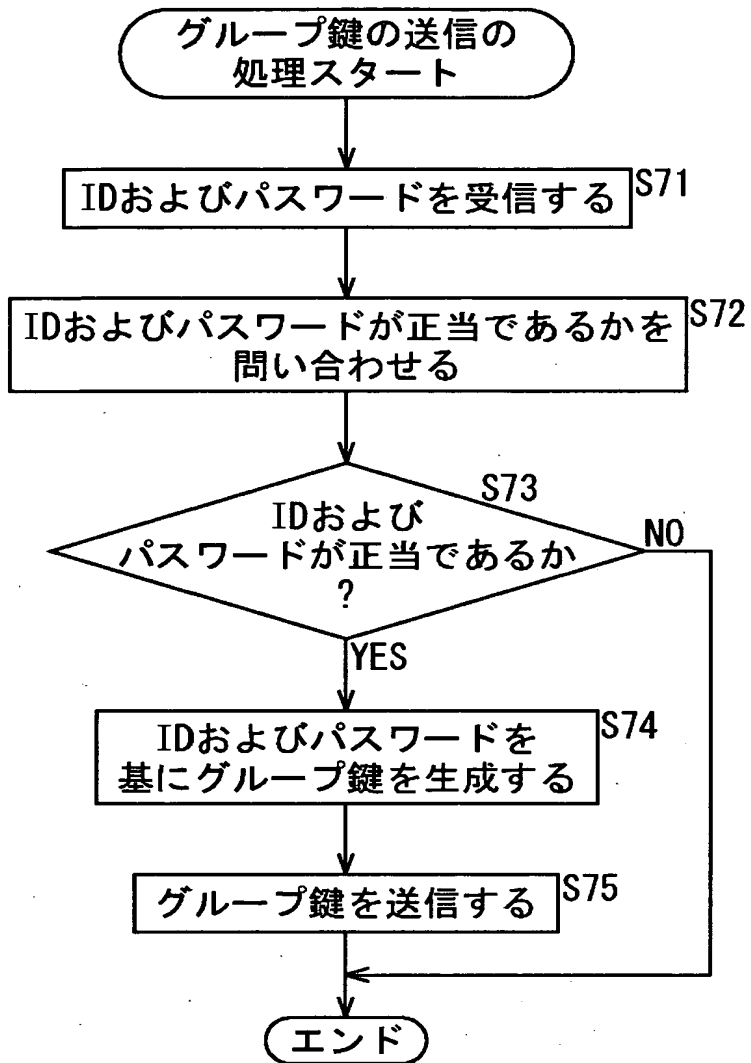 グループ鍵の送信の
処理スタート
IDおよびパスワードを受信する
S71
IDおよびパスワードが正当であるかを
問い合わせる
S72
S73
IDおよび
パスワードが正当であるか
?
NO
YES
IDおよびパスワードを
基にグループ鍵を生成する
S74
グループ鍵を送信する
S75
エンド